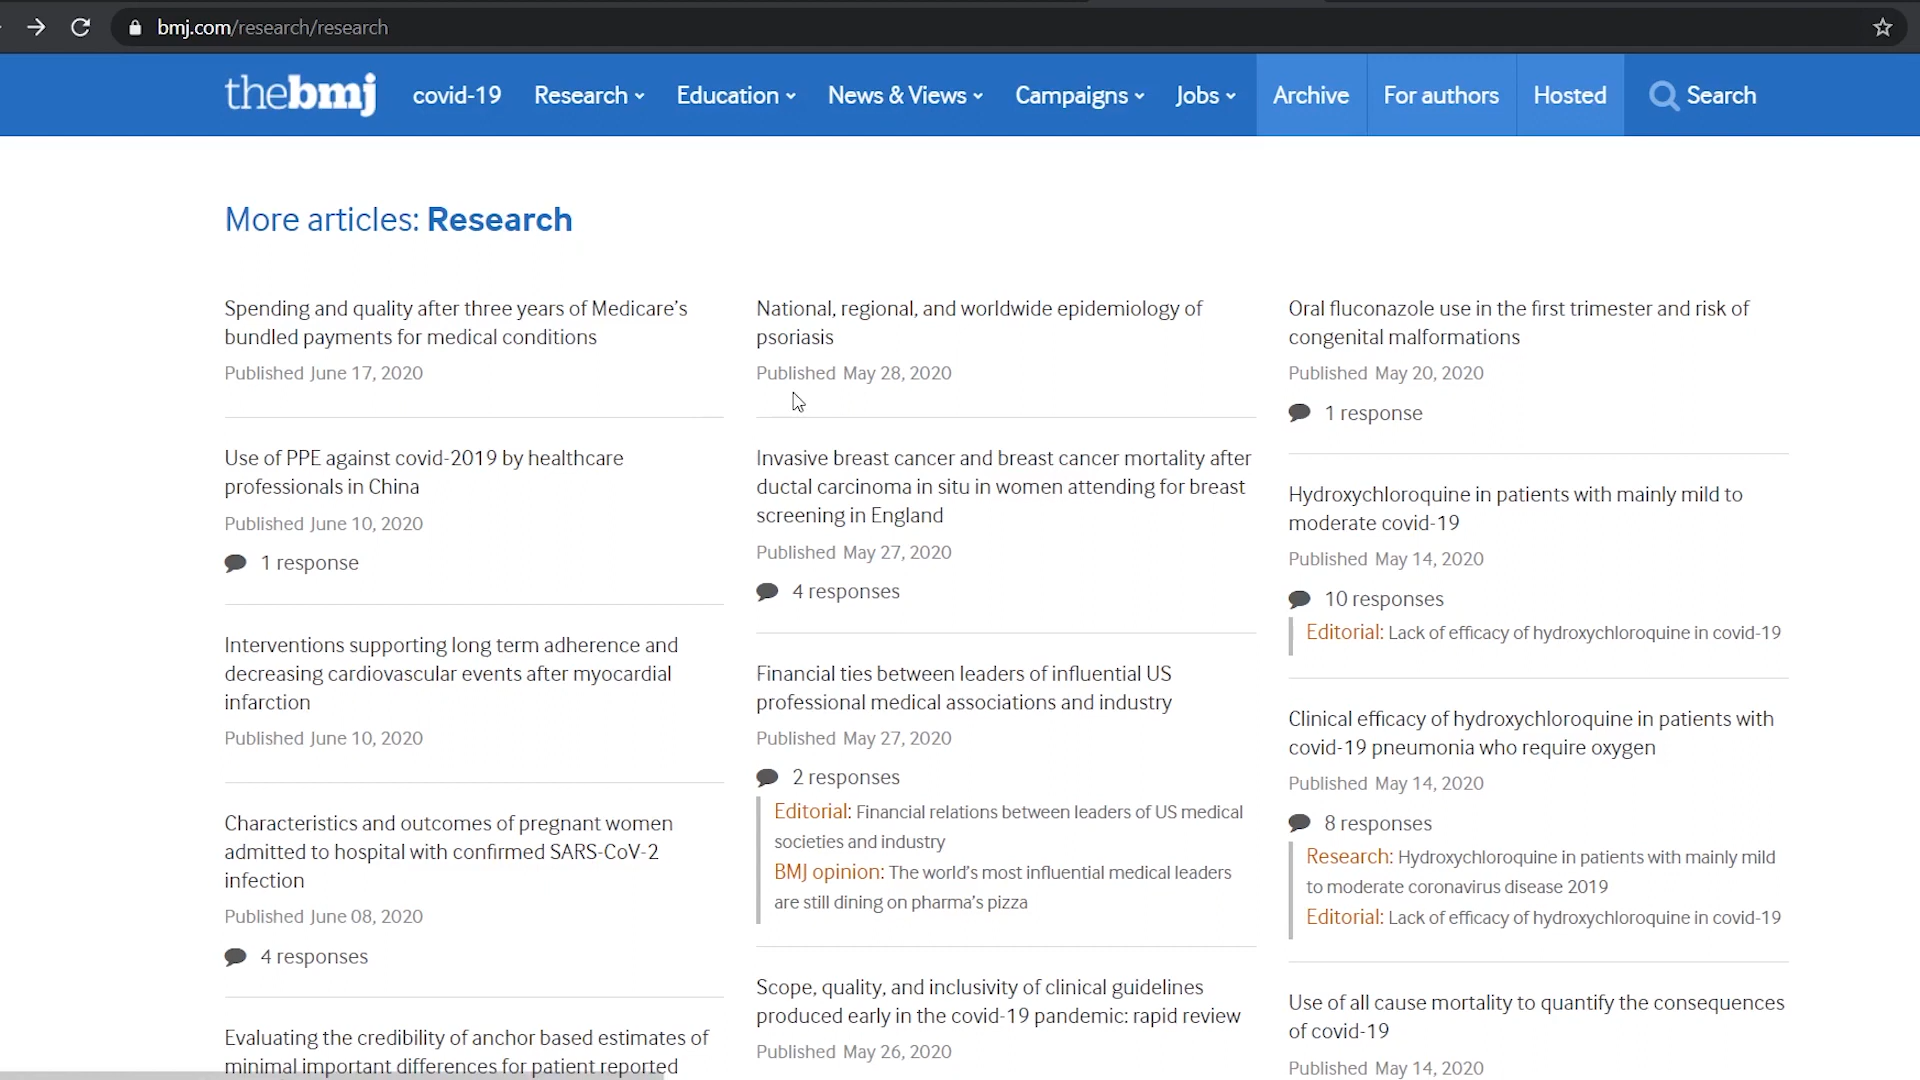 bmj.com/research/research
thebmj covid-19 Research Education News & Views Campaigns Jobs Archive For authors Hosted Search
More articles: Research
Spending and quality after three years of Medicare's
bundled payments for medical conditions
Published June 17, 2020
Use of PPE against covid-2019 by healthcare
professionals in China
Published June 10, 2020
1 response
Interventions supporting long term adherence and
decreasing cardiovascular events after myocardial
infarction
Published June 10, 2020
Characteristics and outcomes of pregnant women
admitted to hospital with confirmed SARS-CoV-2
infection
Published June 08, 2020
4 responses
Evaluating the credibility of anchor based estimates of
minimal important differences for patient reported
National, regional, and worldwide epidemiology of
psoriasis
Published May 28, 2020
Invasive breast cancer and breast cancer mortality after
ductal carcinoma in situ in women attending for breast
screening in England
Published May 27, 2020
4 responses
Financial ties between leaders of influential US
professional medical associations and industry
Published May 27, 2020
2 responses
Editorial: Financial relations between leaders of US medical
societies and industry
BMJ opinion: The world's most influential medical leaders
are still dining on pharma's pizza
Scope, quality, and inclusivity of clinical guidelines
produced early in the covid-19 pandemic: rapid review
Published May 26, 2020
Oral fluconazole use in the first trimester and risk of
congenital malformations
Published May 20, 2020
1 response
Hydroxychloroquine in patients with mainly mild to
moderate covid-19
Published May 14, 2020
10 responses
Editorial: Lack of efficacy of hydroxychloroquine in covid-19
Clinical efficacy of hydroxychloroquine in patients with
covid-19 pneumonia who require oxygen
Published May 14, 2020
8 responses
Research: Hydroxychloroquine in patients with mainly mild
to moderate coronavirus disease 2019
Editorial: Lack of efficacy of hydroxychloroquine in covid-19
Use of all cause mortality to quantify the consequences
of covid-19
Published May 14, 2020